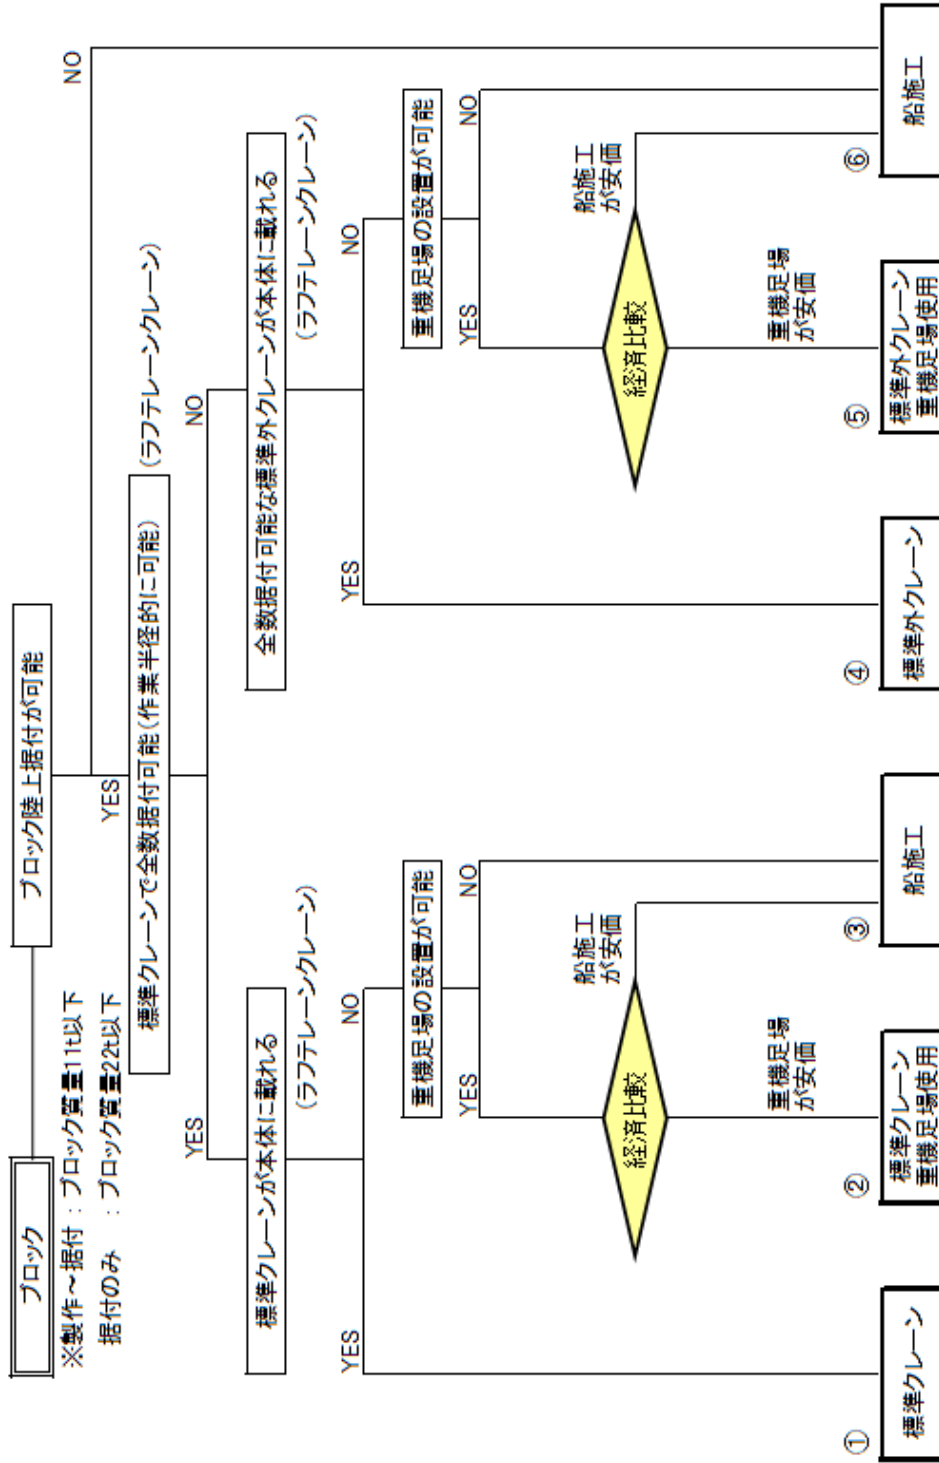 ブロック
ブロック陸上据付が可能
※製作～据付：ブロック質量11t以下
据付のみ ：ブロック質量22t以下
YES
NO
標準クレーンで全数据付可能(作業半径的に可能)
(ラフテレーンクレーン)
YES
NO
標準クレーンが本体に載れる
(ラフテレーンクレーン)
全数据付可能な標準外クレーンが本体に載れる
(ラフテレーンクレーン)
YES
NO
YES
NO
重機足場の設置が可能
重機足場の設置が可能
YES
NO
YES
NO
経済比較
船施工
が安価
経済比較
船施工
が安価
重機足場
が安価
重機足場
が安価
①
②
③
④
⑤
⑥
標準クレーン
標準クレーン
重機足場使用
船施工
標準外クレーン
標準外クレーン
重機足場使用
船施工